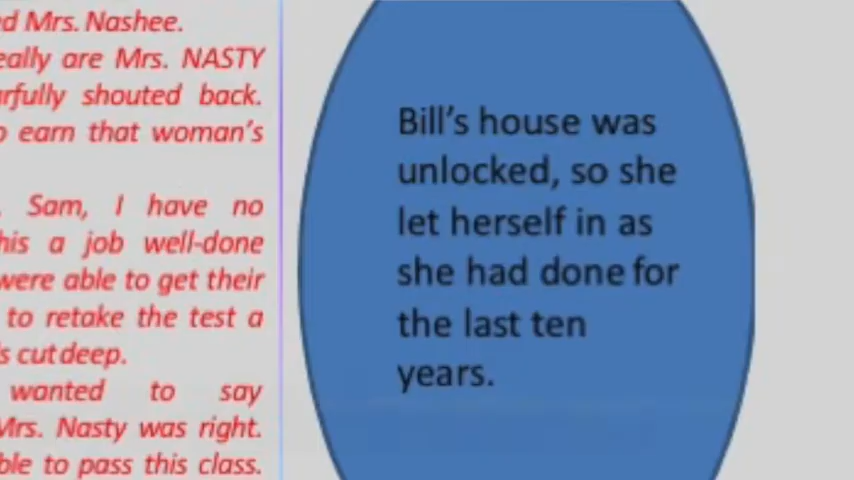 ed Mrs. Nashee.
eally are Mrs. NASTY
rfully shouted back.
o earn that woman's
. Sam, I have no
his a job well-done
were able to get their
to retake the test a
s cut deep.
wanted to say
Mrs. Nasty was right.
ble to pass this class.
Bill's house was
unlocked, so she
let herself in as
she had done for
the last ten
years.